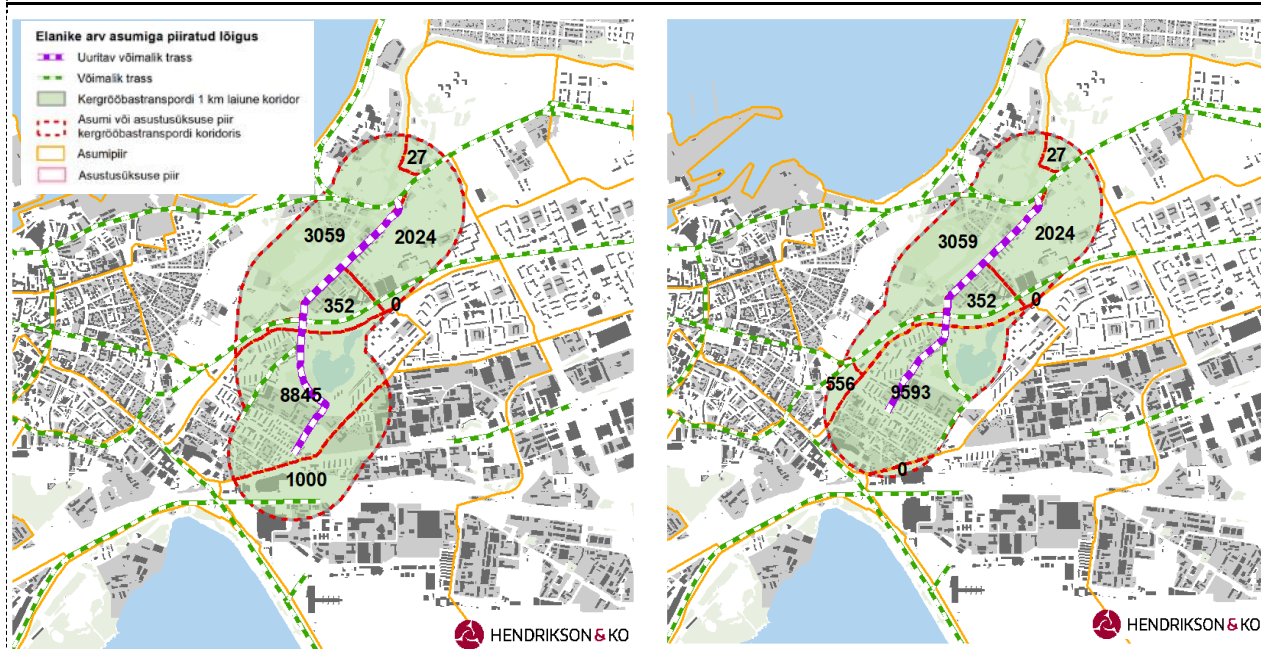 Elanike arv asumiga piiratud lõigus
Uuritav võimalik trass
Võimalik trass
Kergrööbastranspordi 1 km laiune koridor
Asumi või asustusüksuse piir
kergrööbastranspordi koridoris
Asumipiir
Asustusüksuse piir
27
3059
2024
352
0
8845
1000
HENDRIKSON & KO
27
3059
2024
352
0
556
9593
0
HENDRIKSON & KO